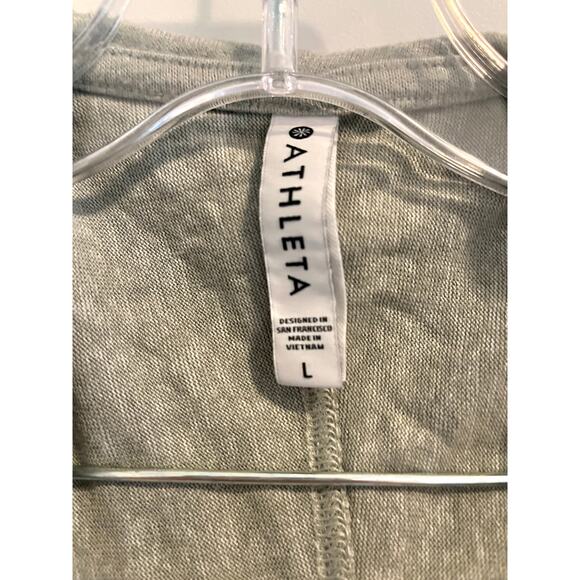 ATHLETA
DESIGNED IN
SAN FRANCISCO
MADE IN
VIETNAM
L